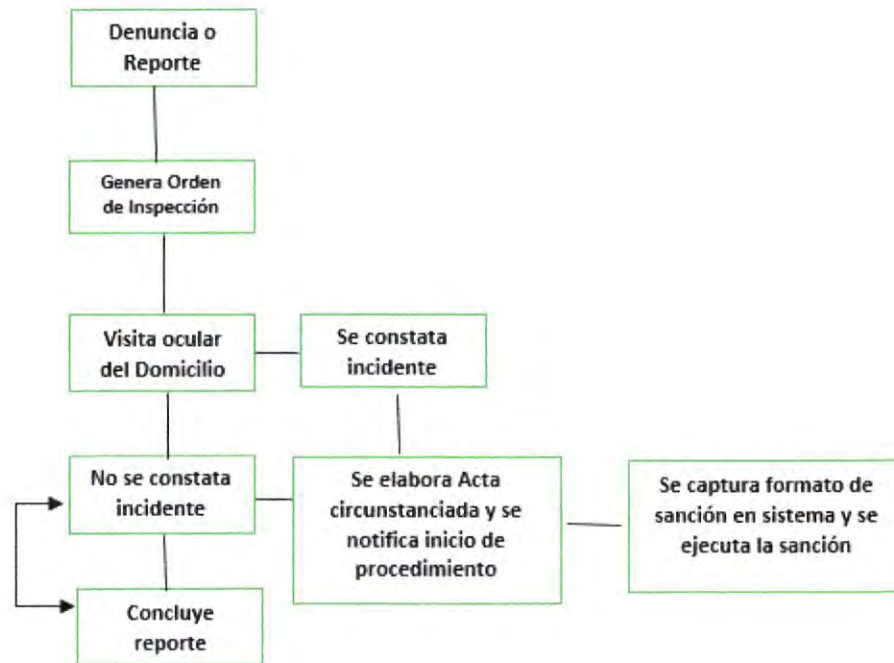 Denuncia o
Reporte
Genera Orden
de Inspección
Visita ocular
del Domicilio
Se constata
incidente
No se constata
incidente
Se elabora Acta
circunstanciada y se
notifica inicio de
procedimiento
Se captura formato de
sanción en sistema y se
ejecuta la sanción
Concluye
reporte